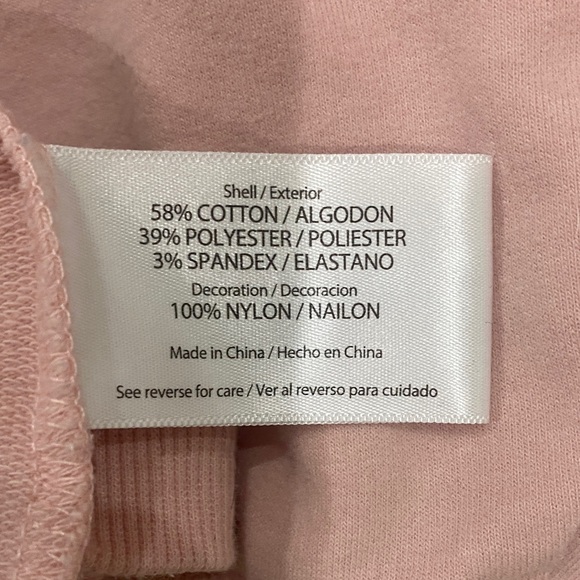 Shell / Exterior
58% COTTON / ALGODON
39% POLYESTER / POLIESTER
3% SPANDEX / ELASTANO
Decoration / Decoracion
100% NYLON / NAILON
Made in China / Hecho en China
See reverse for care / Ver al reverso para cuidado